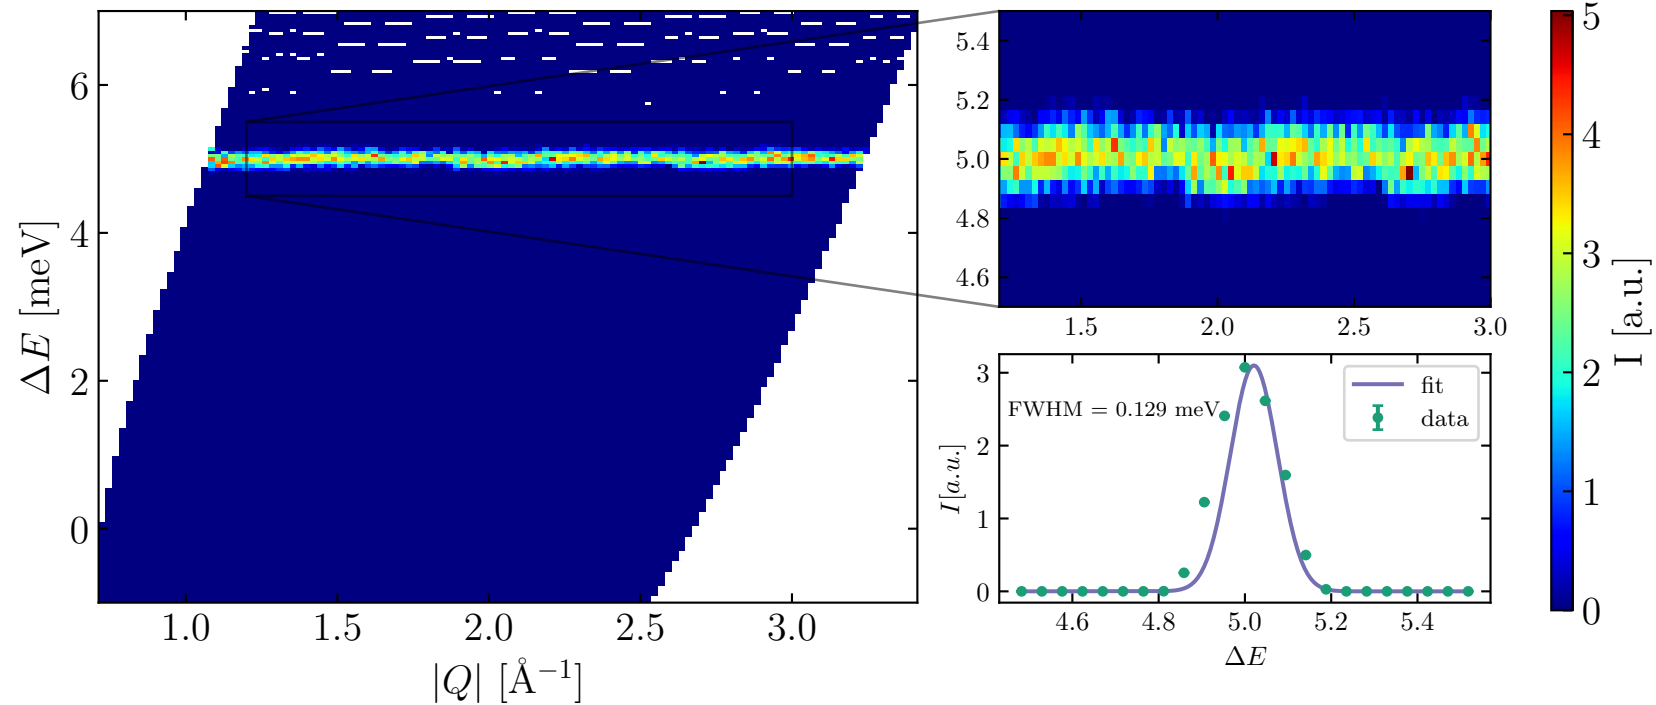 6
4
2
0
ΔE [meV]
1.0 1.5 2.0 2.5 3.0
|Q| [Å⁻¹]
5.4
5.2
5.0
4.8
4.6
1.5 2.0 2.5 3.0
3
2
1
0
I[a.u.]
FWHM = 0.129 meV
fit
data
4.6 4.8 5.0 5.2 5.4
ΔE
5
4
3
2
1
0
I [a.u.]